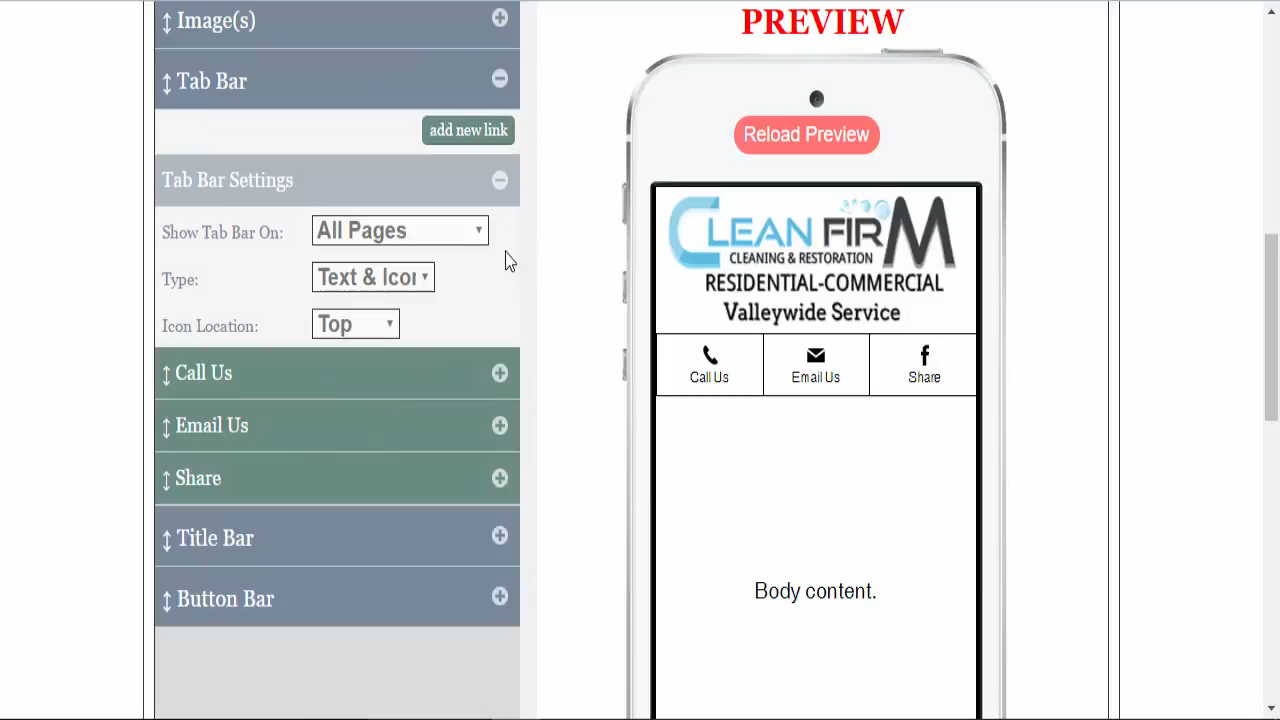 Image(s)
Tab Bar
add new link
Tab Bar Settings
Show Tab Bar On: All Pages
Type: Text & Icor
Icon Location: Top
Call Us
Email Us
Share
Title Bar
Button Bar
PREVIEW
Reload Preview
CLEAN FIRM
CLEANING & RESTORATION
RESIDENTIAL-COMMERCIAL
Valleywide Service
Call Us Email Us Share
Body content.